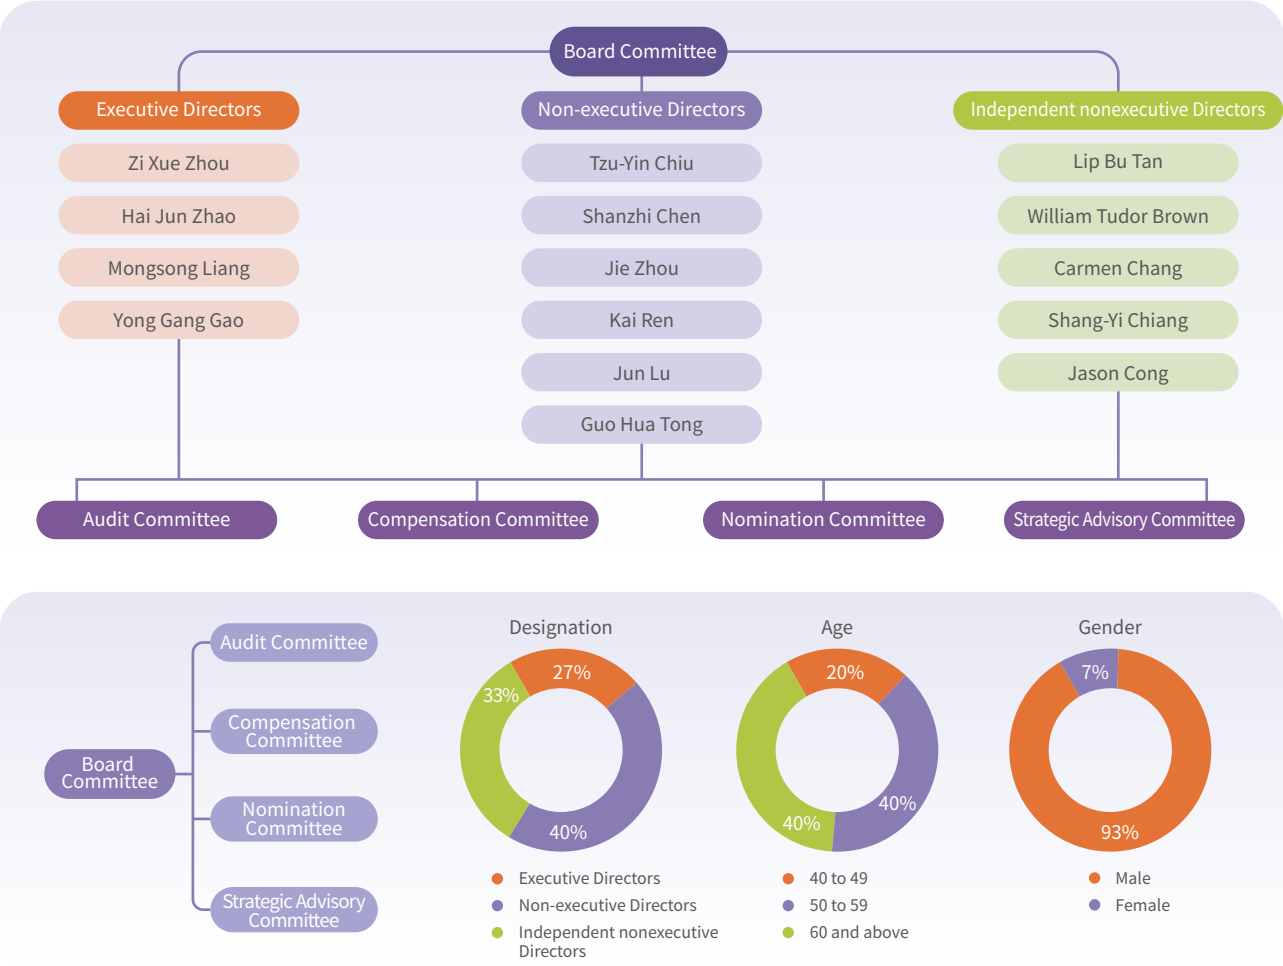 Board Committee
Executive Directors
Non-executive Directors
Independent nonexecutive Directors
Zi Xue Zhou
Tzu-Yin Chiu
Lip Bu Tan
Hai Jun Zhao
Shanzhi Chen
William Tudor Brown
Mongsong Liang
Jie Zhou
Carmen Chang
Yong Gang Gao
Kai Ren
Shang-Yi Chiang
Jun Lu
Jason Cong
Guo Hua Tong
Audit Committee
Compensation Committee
Nomination Committee
Strategic Advisory Committee
Board
Committee
Audit Committee
Compensation
Committee
Nomination
Committee
Strategic Advisory
Committee
Designation
27%
33%
40%
Executive Directors
Non-executive Directors
Independent nonexecutive
Directors
Age
20%
40%
40%
40 to 49
50 to 59
60 and above
Gender
7%
93%
Male
Female